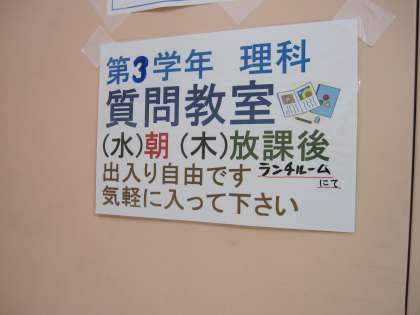 第3学年 理科
質問教室
(水)朝 (木)放課後
出入り自由です ランチルーム
にて
気軽に入って下さい